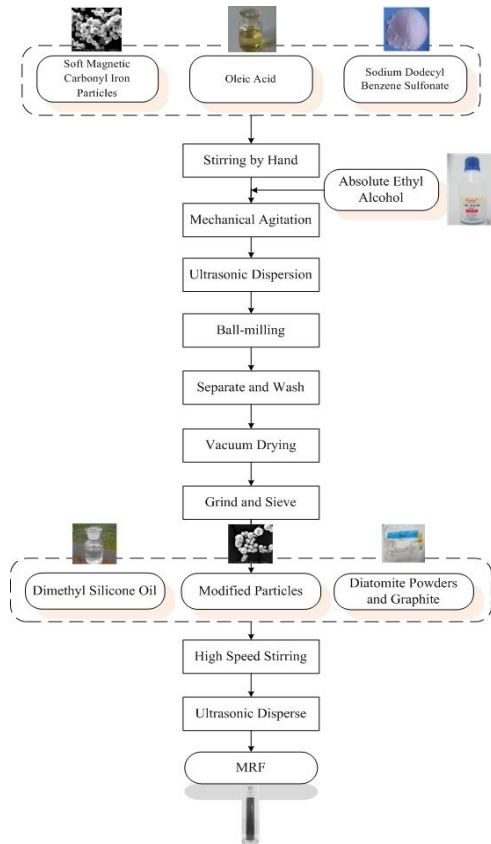 Soft Magnetic
Carbonyl Iron
Particles
Oleic Acid
Sodium Dodecyl
Benzene Sulfonate
Stirring by Hand
Absolute Ethyl
Alcohol
Mechanical Agitation
Ultrasonic Dispersion
Ball-milling
Separate and Wash
Vacuum Drying
Grind and Sieve
Dimethyl Silicone Oil
Modified Particles
Diatomite Powders
and Graphite
High Speed Stirring
Ultrasonic Disperse
MRF